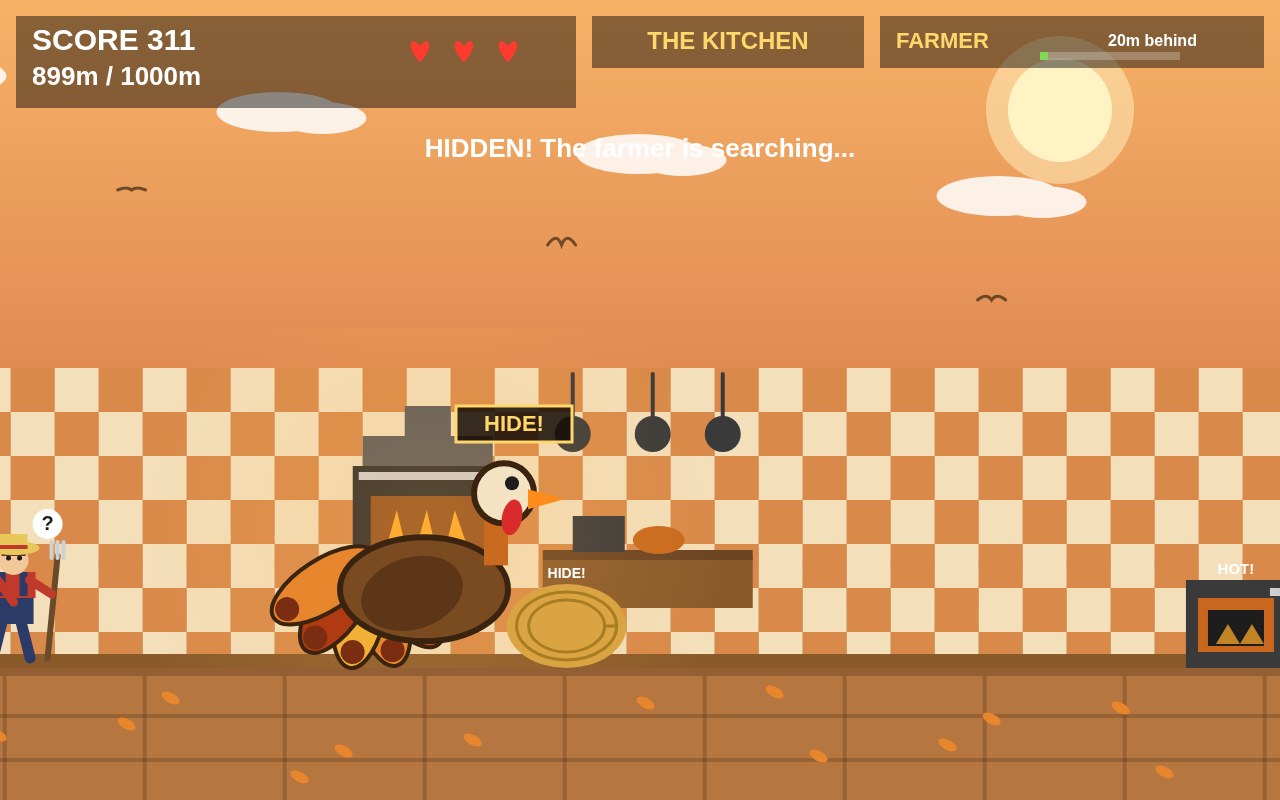 SCORE 311
899m / 1000m
THE KITCHEN
FARMER
20m behind
HIDDEN! The farmer is searching...
HIDE!
?
HIDE!
HOT!